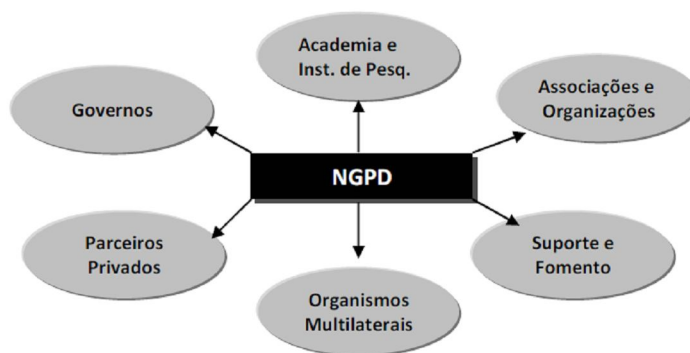 Academia e
Inst. de Pesq.
Governos
Associações e
Organizações
NGPD
Parceiros
Privados
Suporte e
Fomento
Organismos
Multilaterais